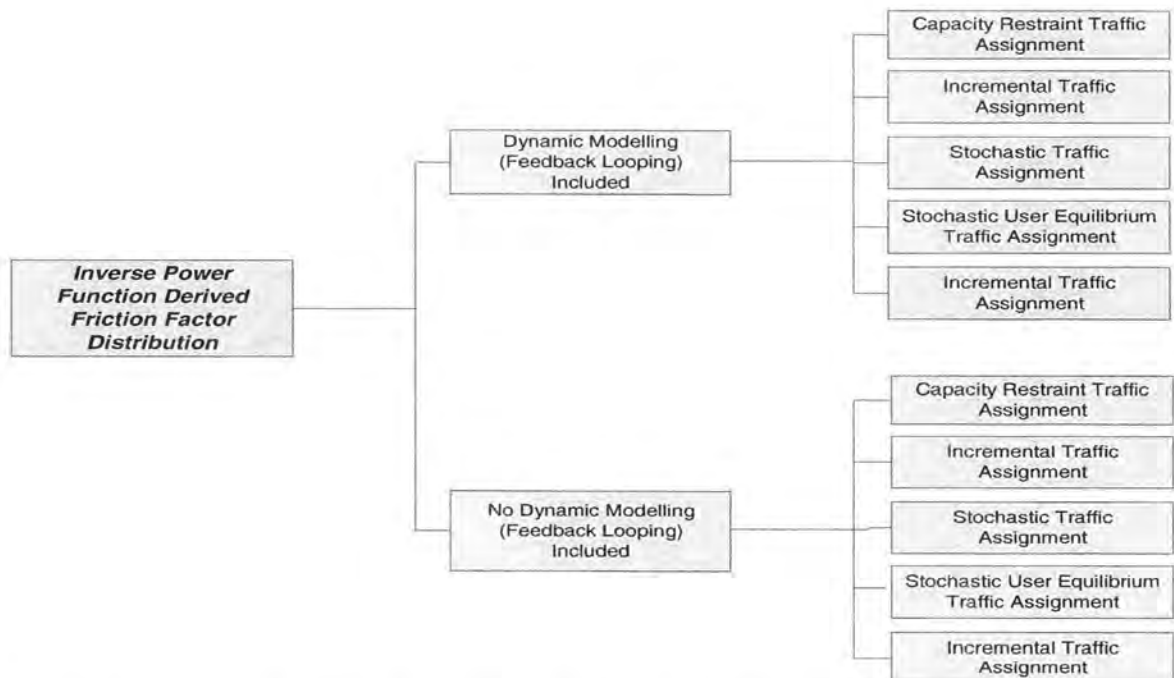 Inverse Power
Function Derived
Friction Factor
Distribution
Dynamic Modelling
(Feedback Looping)
Included
Capacity Restraint Traffic
Assignment
Incremental Traffic
Assignment
Stochastic Traffic
Assignment
Stochastic User Equilibrium
Traffic Assignment
Incremental Traffic
Assignment
No Dynamic Modelling
(Feedback Looping)
Included
Capacity Restraint Traffic
Assignment
Incremental Traffic
Assignment
Stochastic Traffic
Assignment
Stochastic User Equilibrium
Traffic Assignment
Incremental Traffic
Assignment